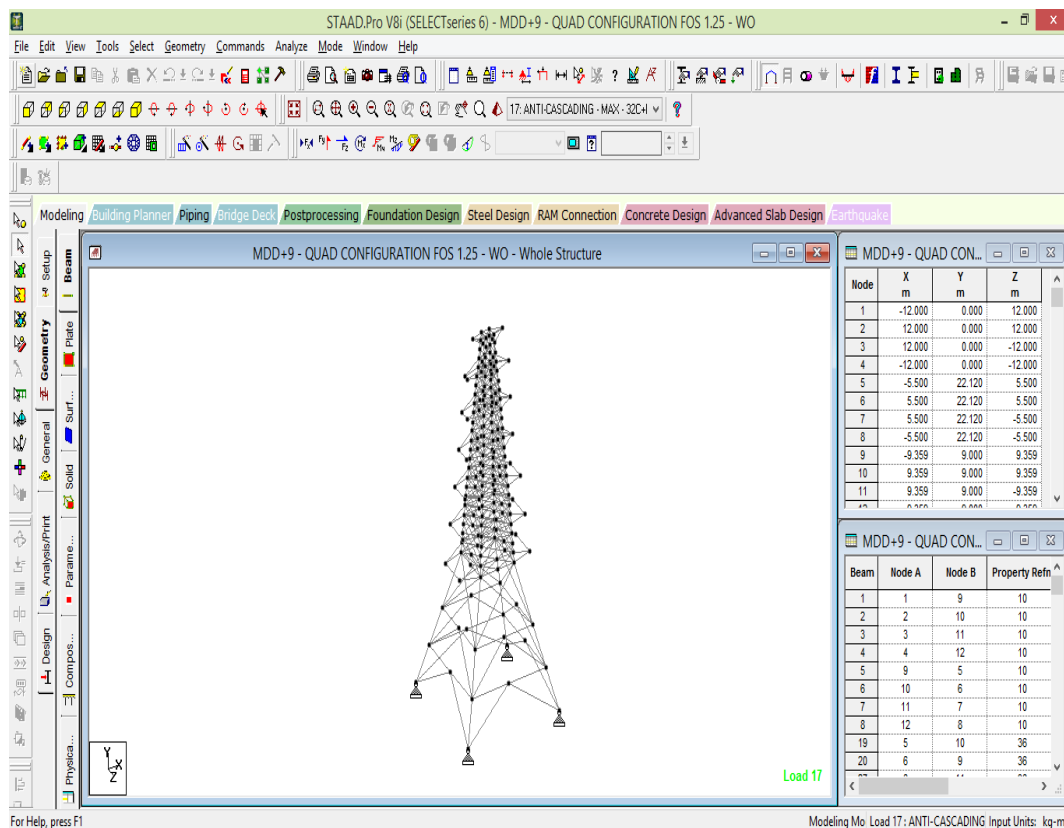 STAAD.Pro V8i (SELECTseries 6) - MDD+9 - QUAD CONFIGURATION FOS 1.25 - WO
File Edit View Tools Select Geometry Commands Analyze Mode Window Help
17: ANTI-CASCADING - MAX - 32C+I
Modeling Building Planner Piping Bridge Deck Postprocessing Foundation Design Steel Design RAM Connection Concrete Design Advanced Slab Design Earthquake
Setup
Geometry
General
Analysis/Print
Design
Beam
Plate
Surf...
Solid
Parame...
Compos...
Physica...
MDD+9 - QUAD CONFIGURATION FOS 1.25 - WO - Whole Structure
Y
X
Z
Load 17
MDD+9 - QUAD CON...
Node X m Y m Z m
1 -12.000 0.000 12.000
2 12.000 0.000 12.000
3 12.000 0.000 -12.000
4 -12.000 0.000 -12.000
5 -5.500 22.120 5.500
6 5.500 22.120 5.500
7 5.500 22.120 -5.500
8 -5.500 22.120 -5.500
9 -9.359 9.000 9.359
10 9.359 9.000 9.359
11 9.359 9.000 -9.359
MDD+9 - QUAD CON...
Beam Node A Node B Property Refn
1 1 9 10
2 2 10 10
3 3 11 10
4 4 12 10
5 9 5 10
6 10 6 10
7 11 7 10
8 12 8 10
19 5 10 36
20 6 9 36
For Help, press F1
Modeling Mo Load 17 : ANTI-CASCADING Input Units: kg-m